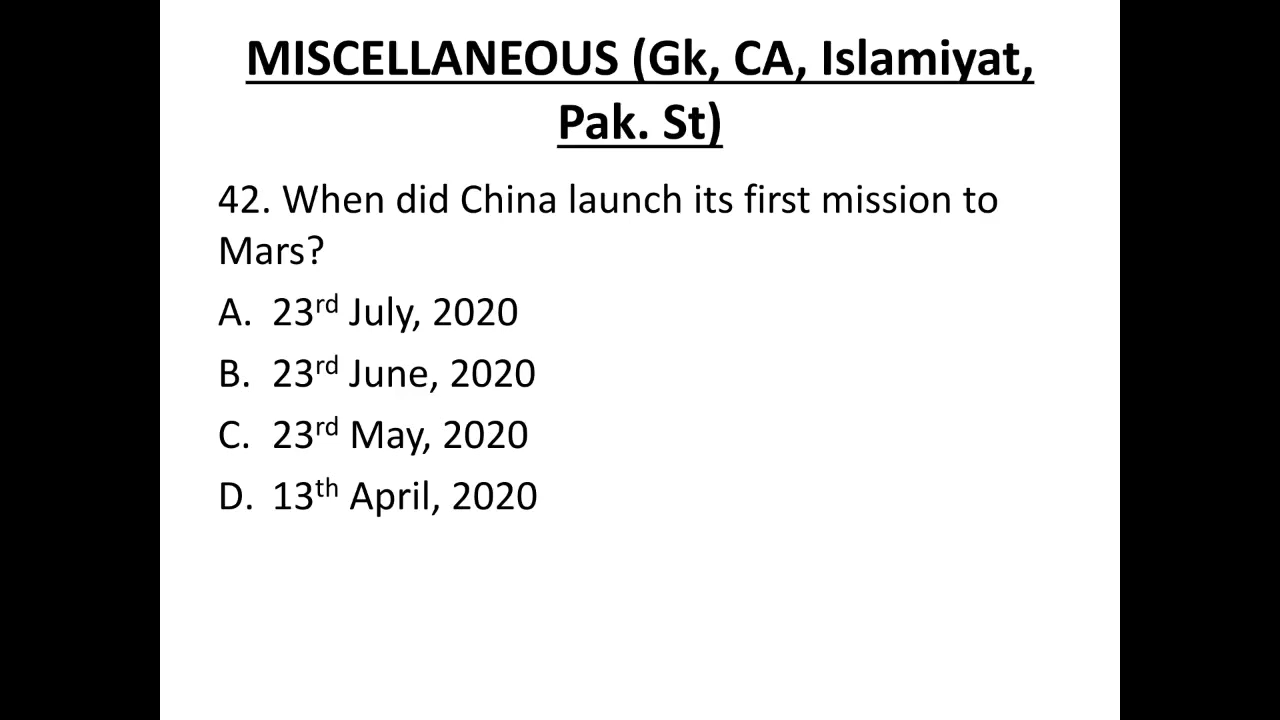 MISCELLANEOUS (Gk, CA, Islamiyat,
Pak. St)
42. When did China launch its first mission to
Mars?
A. 23rd July, 2020
B. 23rd June, 2020
C. 23rd May, 2020
D. 13th April, 2020